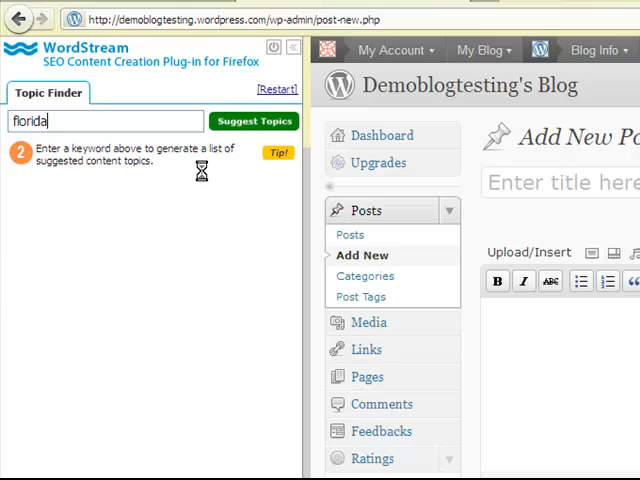 http://demoblogtesting.wordpress.com/wp-admin/post-new.php
WordStream
SEO Content Creation Plug-in for Firefox
Topic Finder
[Restart]
florida
Suggest Topics
2
Enter a keyword above to generate a list of
suggested content topics.
Tip!
My Account
My Blog
Blog Info
Demoblogtesting's Blog
Dashboard
Upgrades
Posts
Posts
Add New
Categories
Post Tags
Media
Links
Pages
Comments
Feedbacks
Ratings
Add New Po
Enter title here
Upload/Insert
B
I
ABC